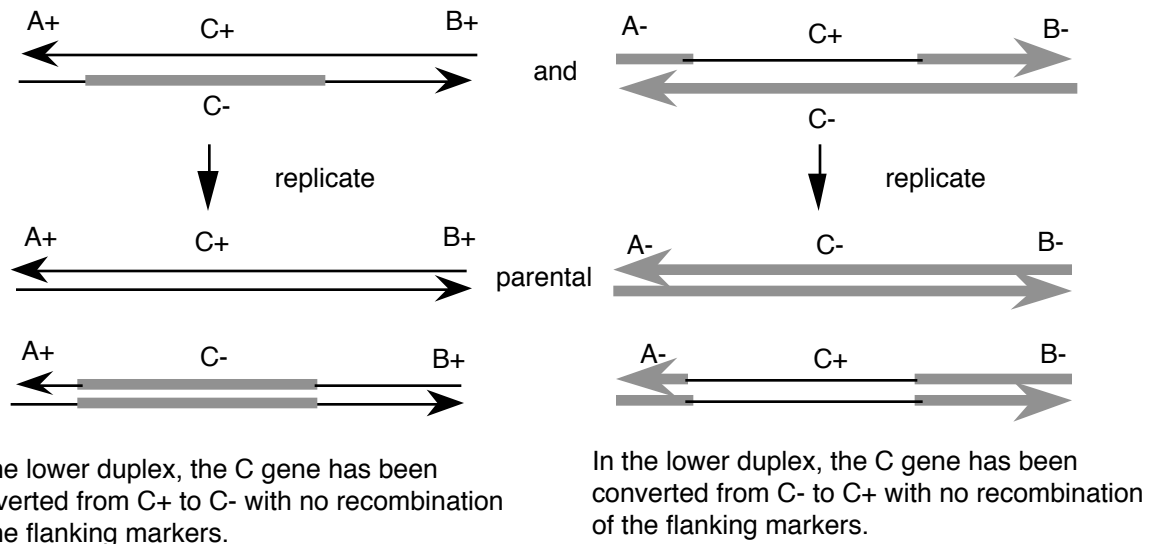 A+ C+ B+
C-
and
A- C+ B-
C-
replicate
replicate
A+ C+ B+
parental
A- C- B-
A+ C- B+
A- C+ B-
he lower duplex, the C gene has been
verted from C+ to C- with no recombination
he flanking markers.
In the lower duplex, the C gene has been
converted from C- to C+ with no recombination
of the flanking markers.